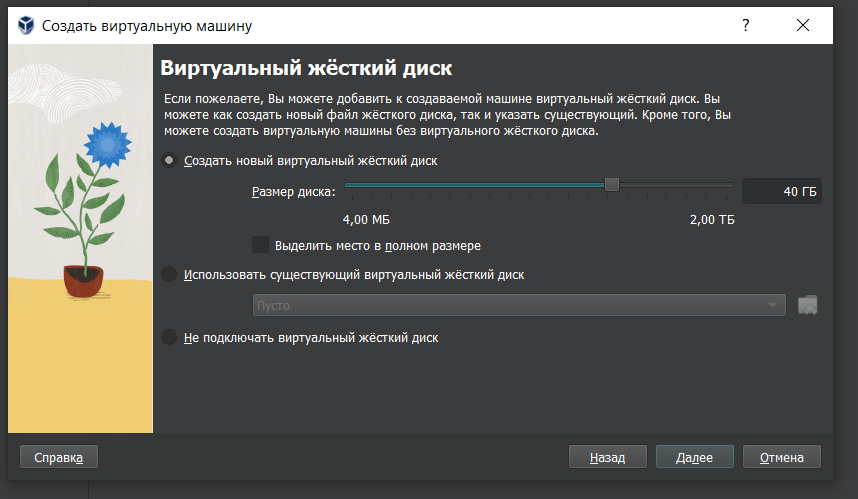 Создать виртуальную машину
?
Виртуальный жёсткий диск
Если пожелаете, Вы можете добавить к создаваемой машине виртуальный жёсткий диск. Вы
можете как создать новый файл жёсткого диска, так и указать существующий. Кроме того, Вы
можете создать виртуальную машины без виртуального жёсткого диска.
Создать новый виртуальный жёсткий диск
Размер диска:
40 ГБ
4,00 МБ
2,00 ТБ
Выделить место в полном размере
Использовать существующий виртуальный жёсткий диск
Пусто
Не подключать виртуальный жёсткий диск
Справка
Назад
Далее
Отмена